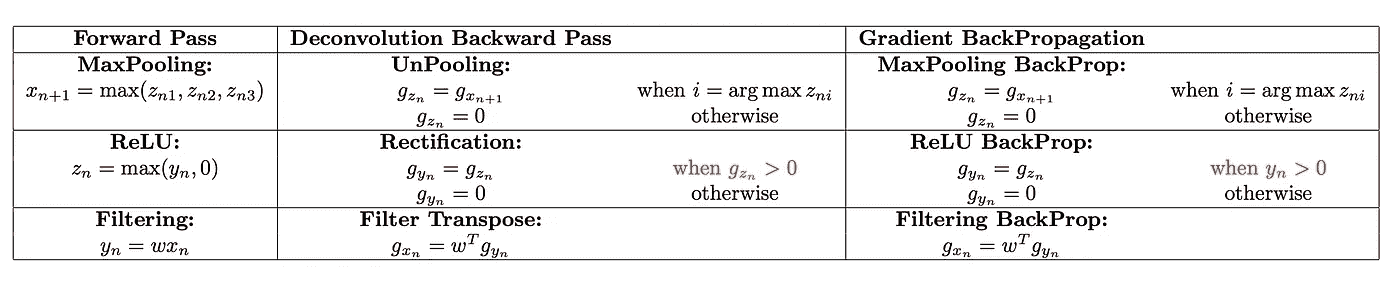 Forward Pass Deconvolution Backward Pass Gradient BackPropagation
MaxPooling: UnPooling: MaxPooling BackProp:
x_{n+1} = max(z_{n1}, z_{n2}, z_{n3}) g_{z_n} = g_{x_{n+1}} when i = arg max z_{ni} g_{z_n} = g_{x_{n+1}} when i = arg max z_{ni}
g_{z_n} = 0 otherwise g_{z_n} = 0 otherwise
ReLU: Rectification: ReLU BackProp:
z_n = max(y_n, 0) g_{y_n} = g_{z_n} when g_{z_n} > 0 g_{y_n} = g_{z_n} when y_n > 0
g_{y_n} = 0 otherwise g_{y_n} = 0 otherwise
Filtering: Filter Transpose: Filtering BackProp:
y_n = wx_n g_{x_n} = w^T g_{y_n} g_{x_n} = w^T g_{y_n}